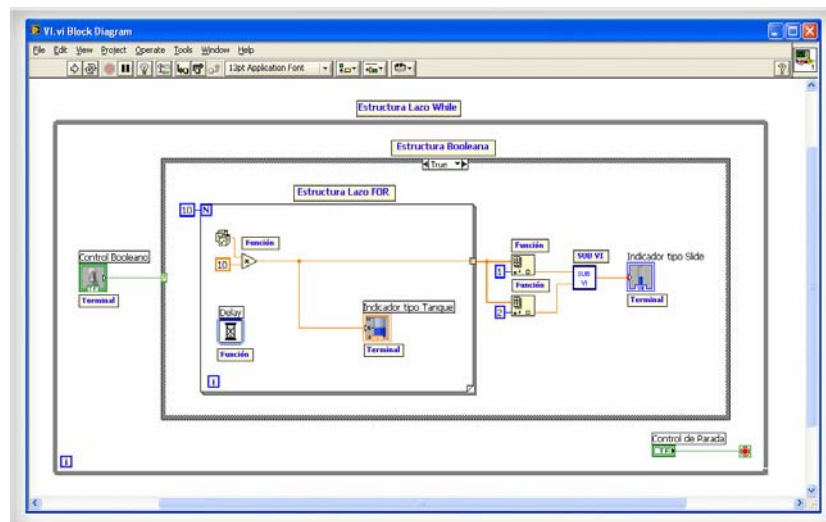 VI.vi Block Diagram
File Edit View Project Operate Tools Window Help
13pt Application Font
Estructura Lazo While
Estructura Booleana
True
Estructura Lazo FOR
10 N
Control Booleano
TF
Terminal
Función
10
Delay
Función
Indicador tipo Tanque
Terminal
i
Función
1
Función
2
SUB VI
SUB
VI
Indicador tipo Slide
Terminal
Control de Parada
TF
i